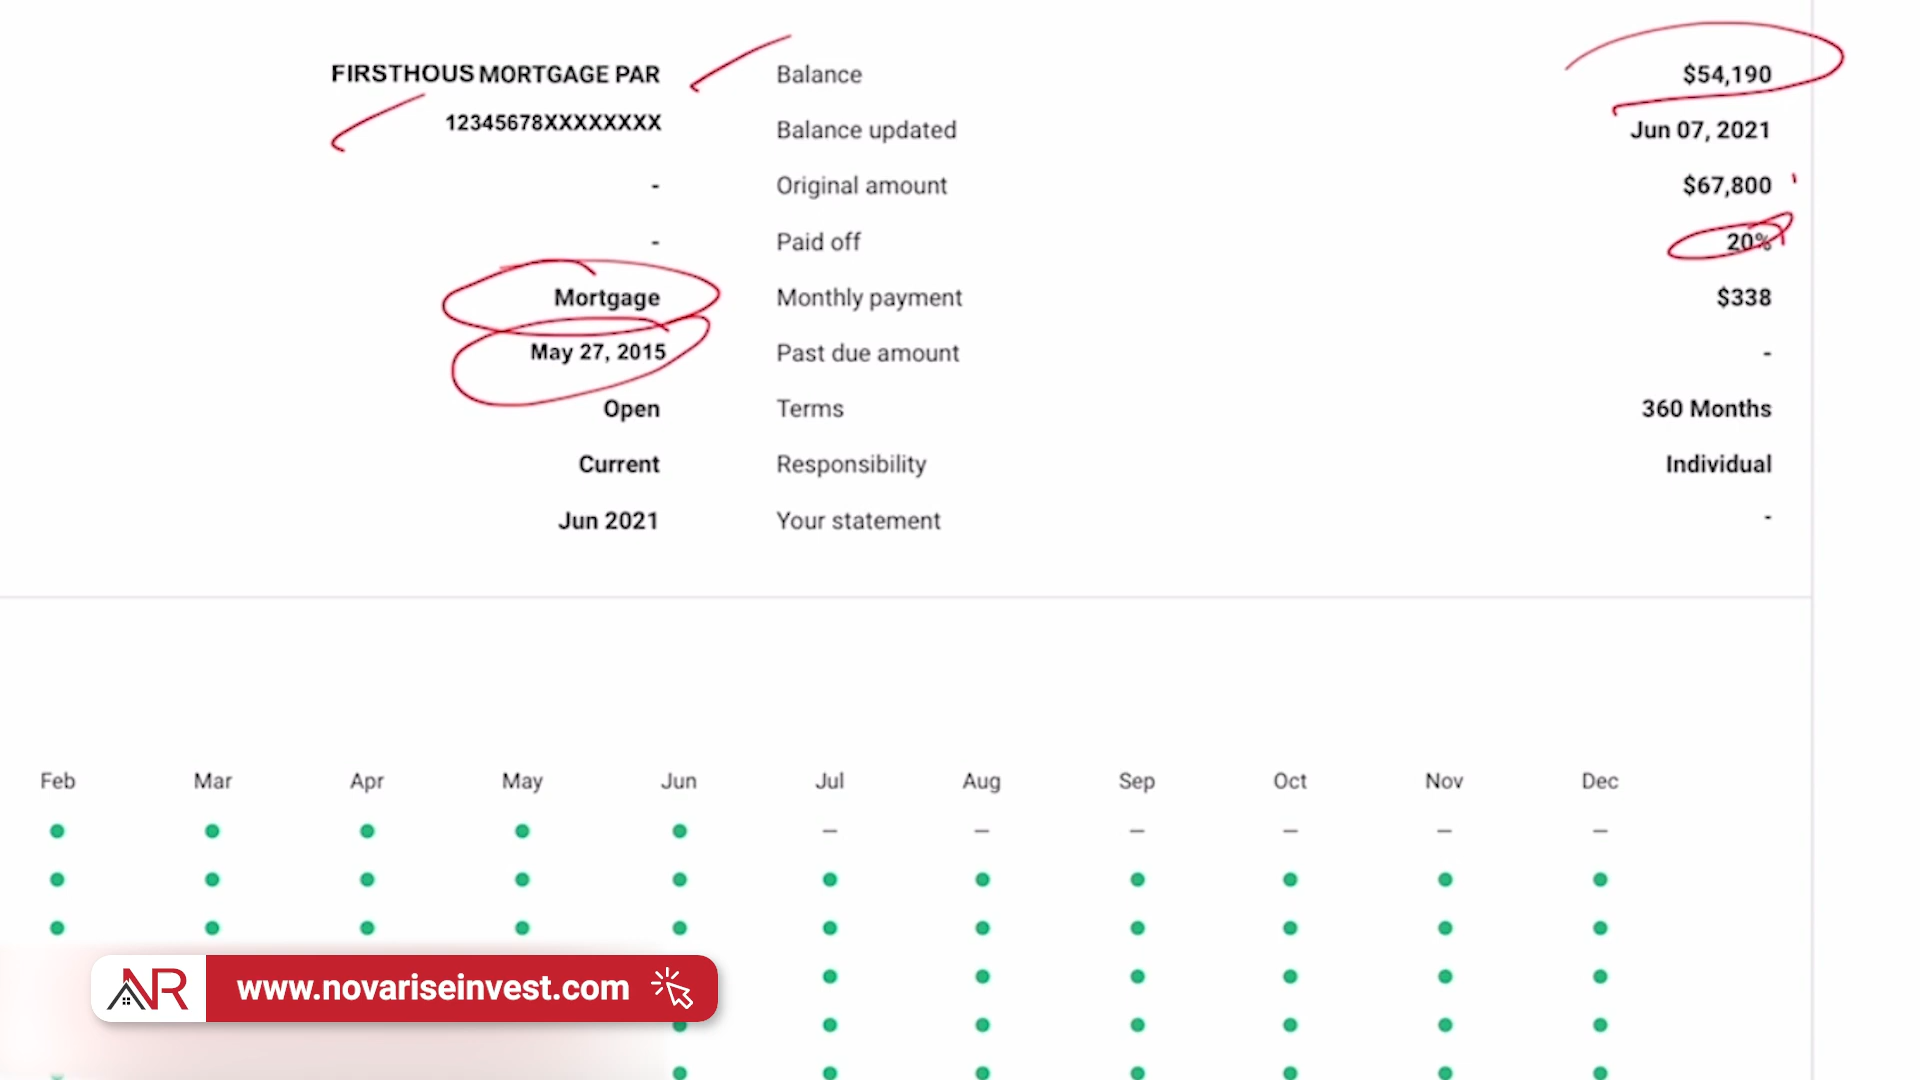 FIRSTHOUS MORTGAGE PAR Balance $54,190
12345678XXXXXXXX Balance updated Jun 07, 2021
- Original amount $67,800
- Paid off 20%
Mortgage Monthly payment $338
May 27, 2015 Past due amount -
Open Terms 360 Months
Current Responsibility Individual
Jun 2021 Your statement -
Feb Mar Apr May Jun Jul Aug Sep Oct Nov Dec
– – – – – –
NR www.novariseinvest.com